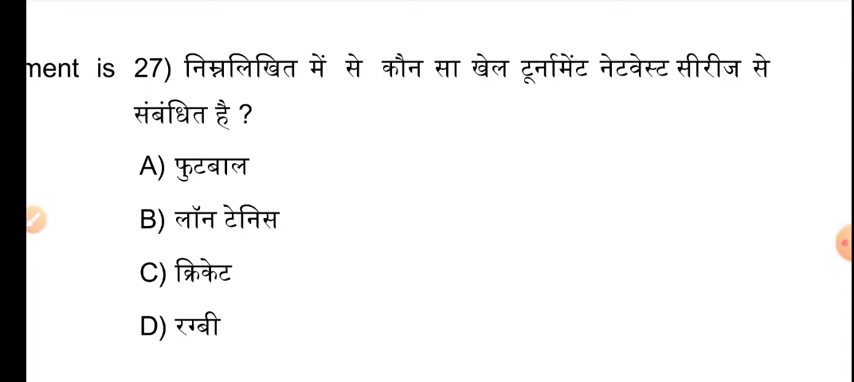 ment is 27) निम्नलिखित में से कौन सा खेल टूर्नामेंट नेटवेस्ट सीरीज से
संबंधित है ?
A) फुटबाल
B) लॉन टेनिस
C) क्रिकेट
D) रग्बी